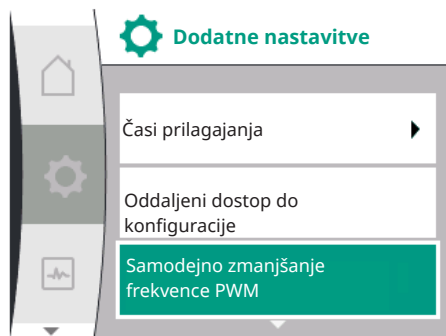 Dodatne nastavitve
Časi prilagajanja
Oddaljeni dostop do
konfiguracije
Samodejno zmanjšanje
frekvence PWM